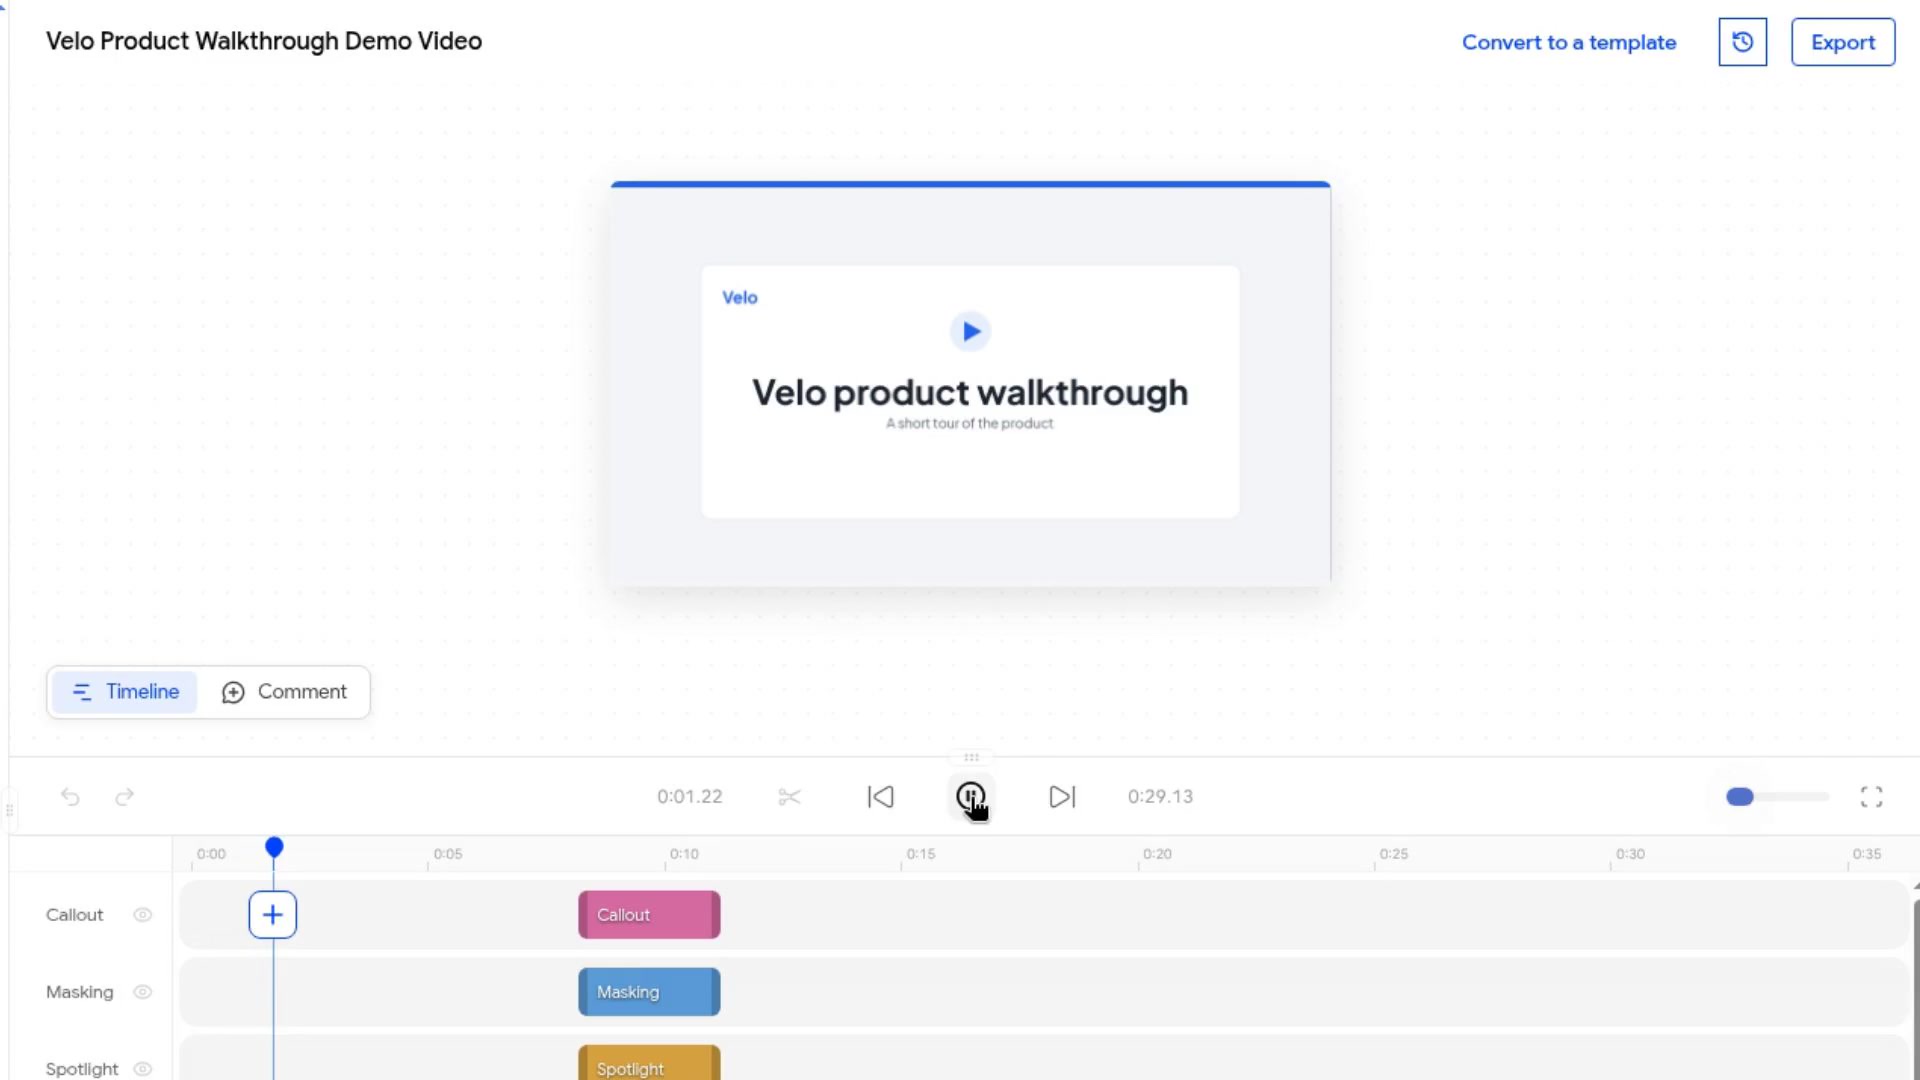 Velo Product Walkthrough Demo Video
Convert to a template
Export
Velo
Velo product walkthrough
A short tour of the product
Timeline
Comment
0:01.22
0:29.13
0:00
0:05
0:10
0:15
0:20
0:25
0:30
0:35
Callout
Callout
Masking
Masking
Spotlight
Spotlight